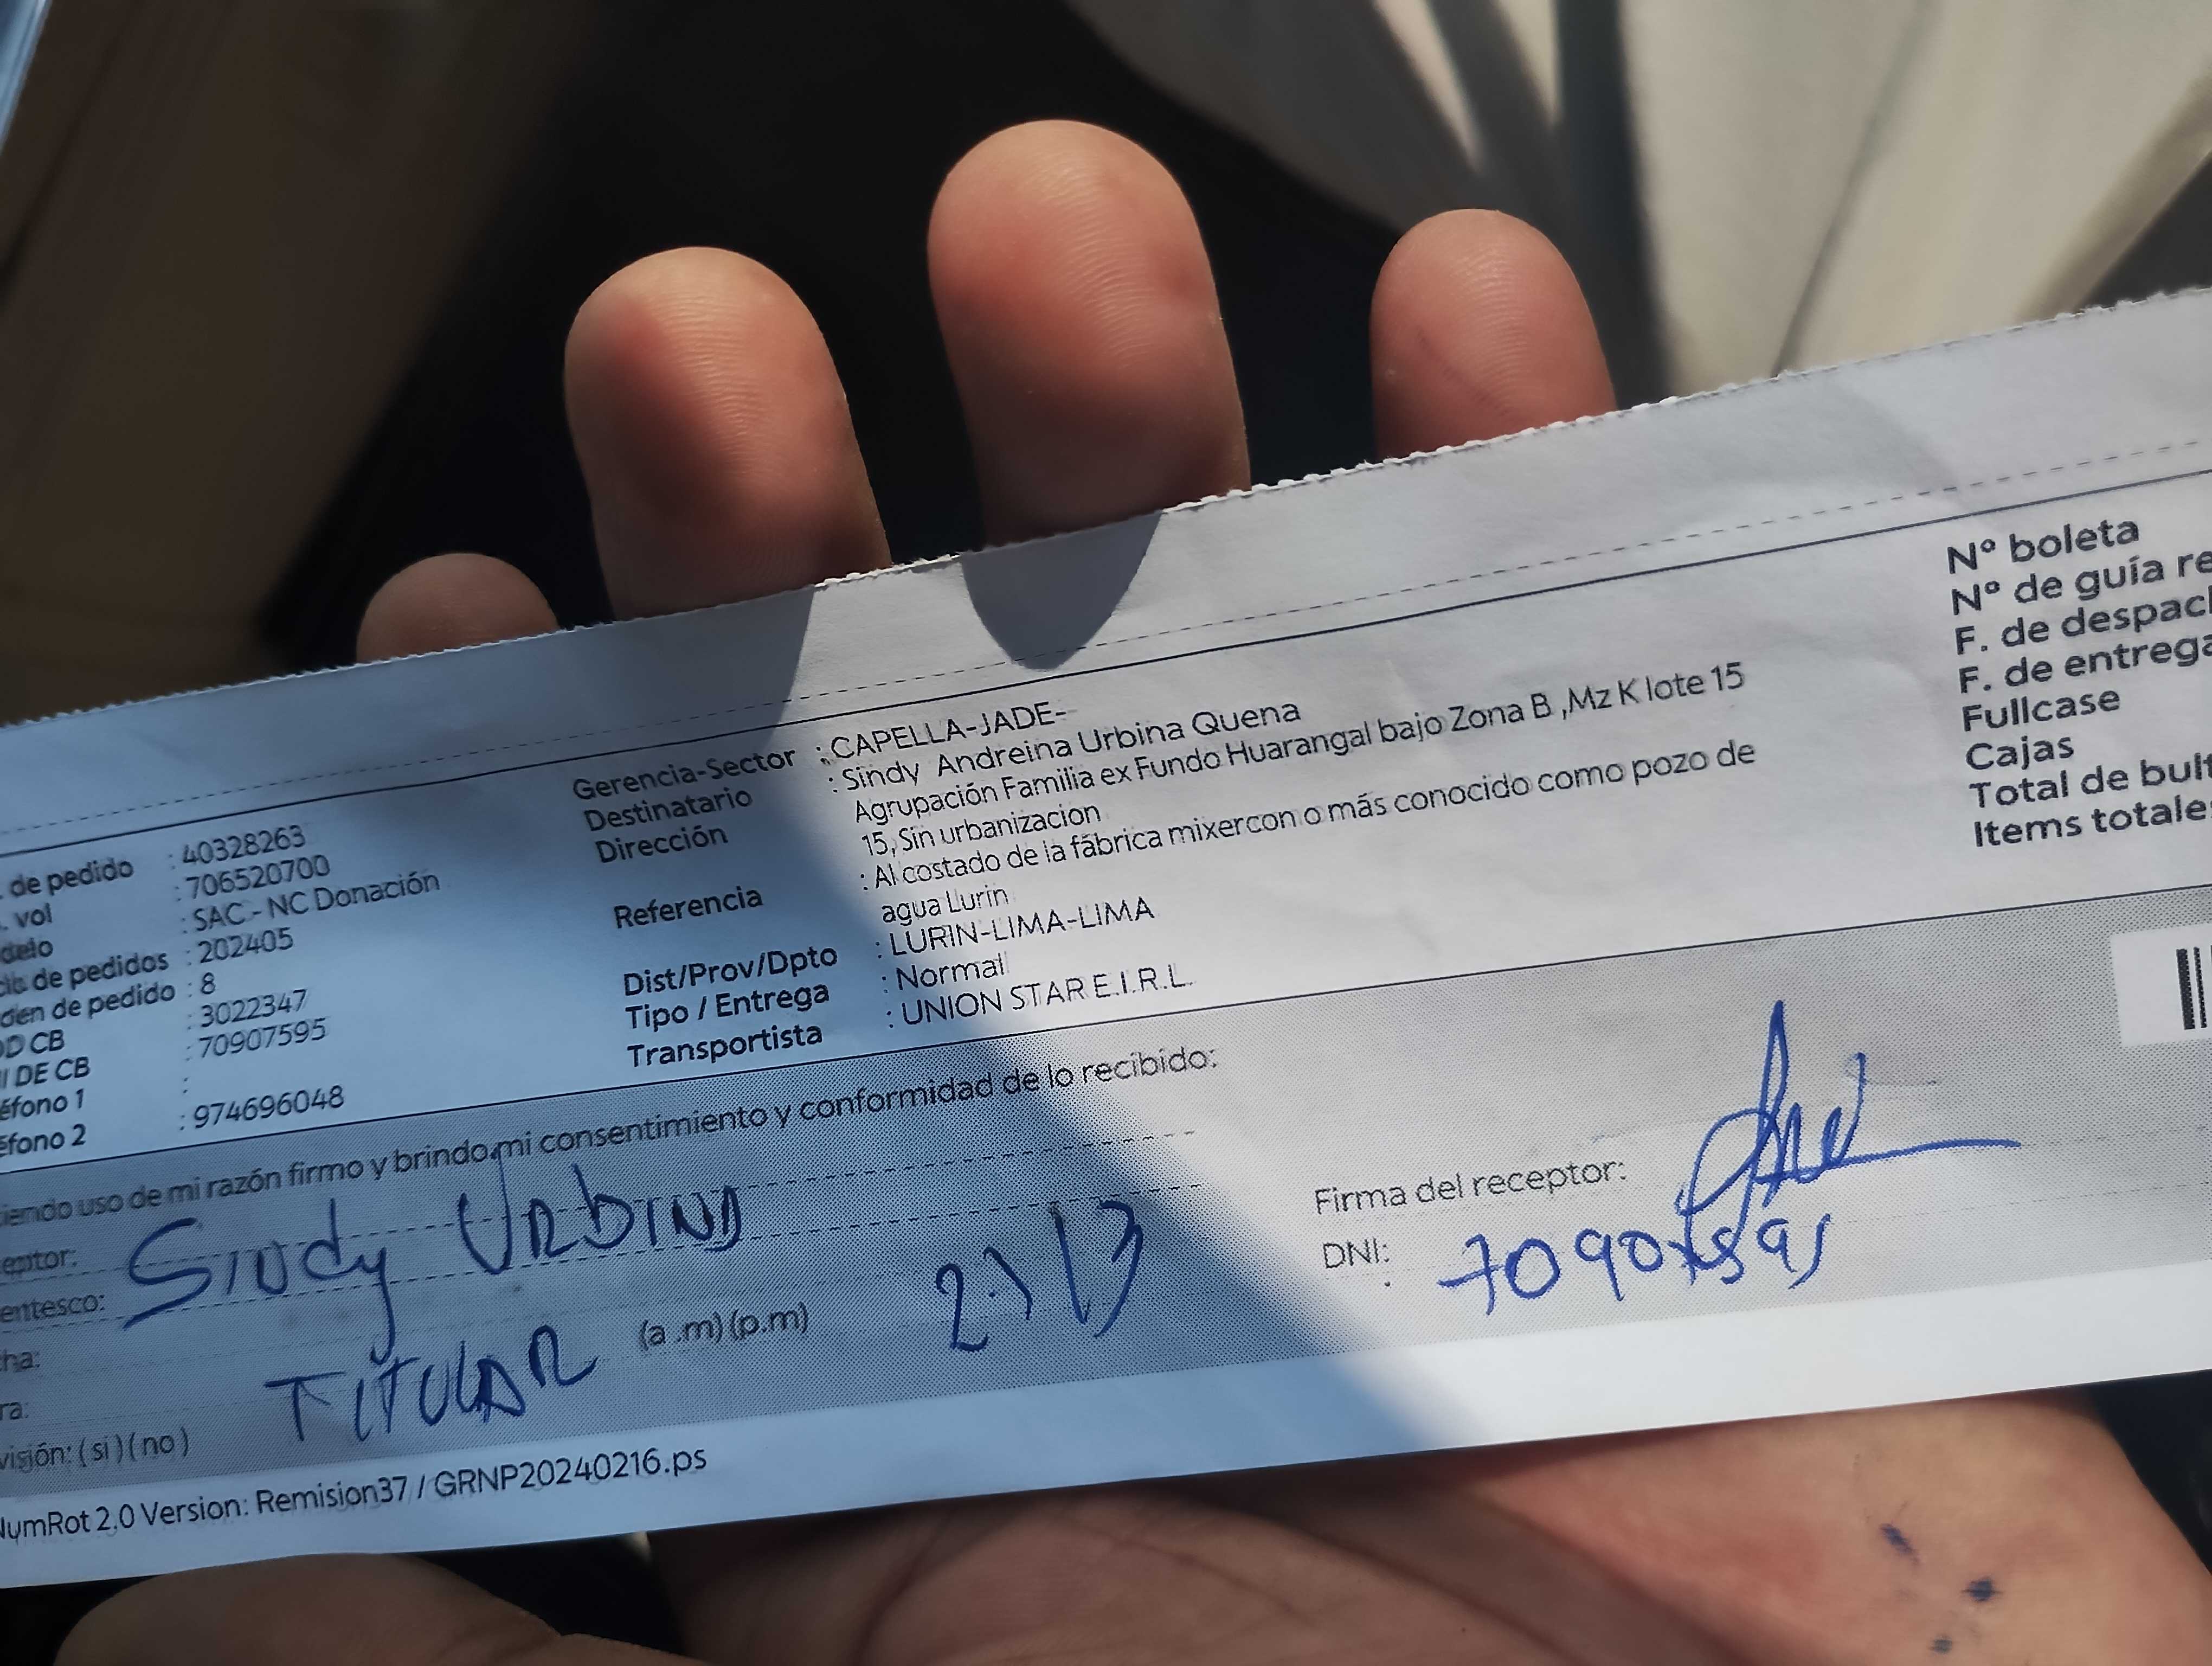 de pedido : 40328263
. vol : 706520700
delo : SAC - NC Donación
de pedidos : 202405
den de pedido : 8
D CB : 3022347
I DE CB : 70907595
éfono 1 :
éfono 2 : 974696048
Gerencia-Sector : CAPELLA-JADE-
Destinatario : Sindy Andreina Urbina Quena
Dirección Agrupación Familia ex Fundo Huarangal bajo Zona B ,Mz K lote 15
15, Sin urbanizacion
Referencia : Al costado de la fábrica mixercon o más conocido como pozo de
agua Lurin
Dist/Prov/Dpto : LURIN-LIMA-LIMA
Tipo / Entrega : Normal
Transportista : UNION STAR E.I.R.L.
N° boleta
N° de guía re
F. de despac
F. de entrega
Fullcase
Cajas
Total de bult
Items totale
iendo uso de mi razón firmo y brindo mi consentimiento y conformidad de lo recibido:
eptor: Sindy Urbina
entesco: TITULAR
ha:
ra: (a .m) (p.m)
visión: ( si ) ( no )
Firma del receptor:
DNI:
NumRot 2.0 Version: Remision37 / GRNP20240216.ps